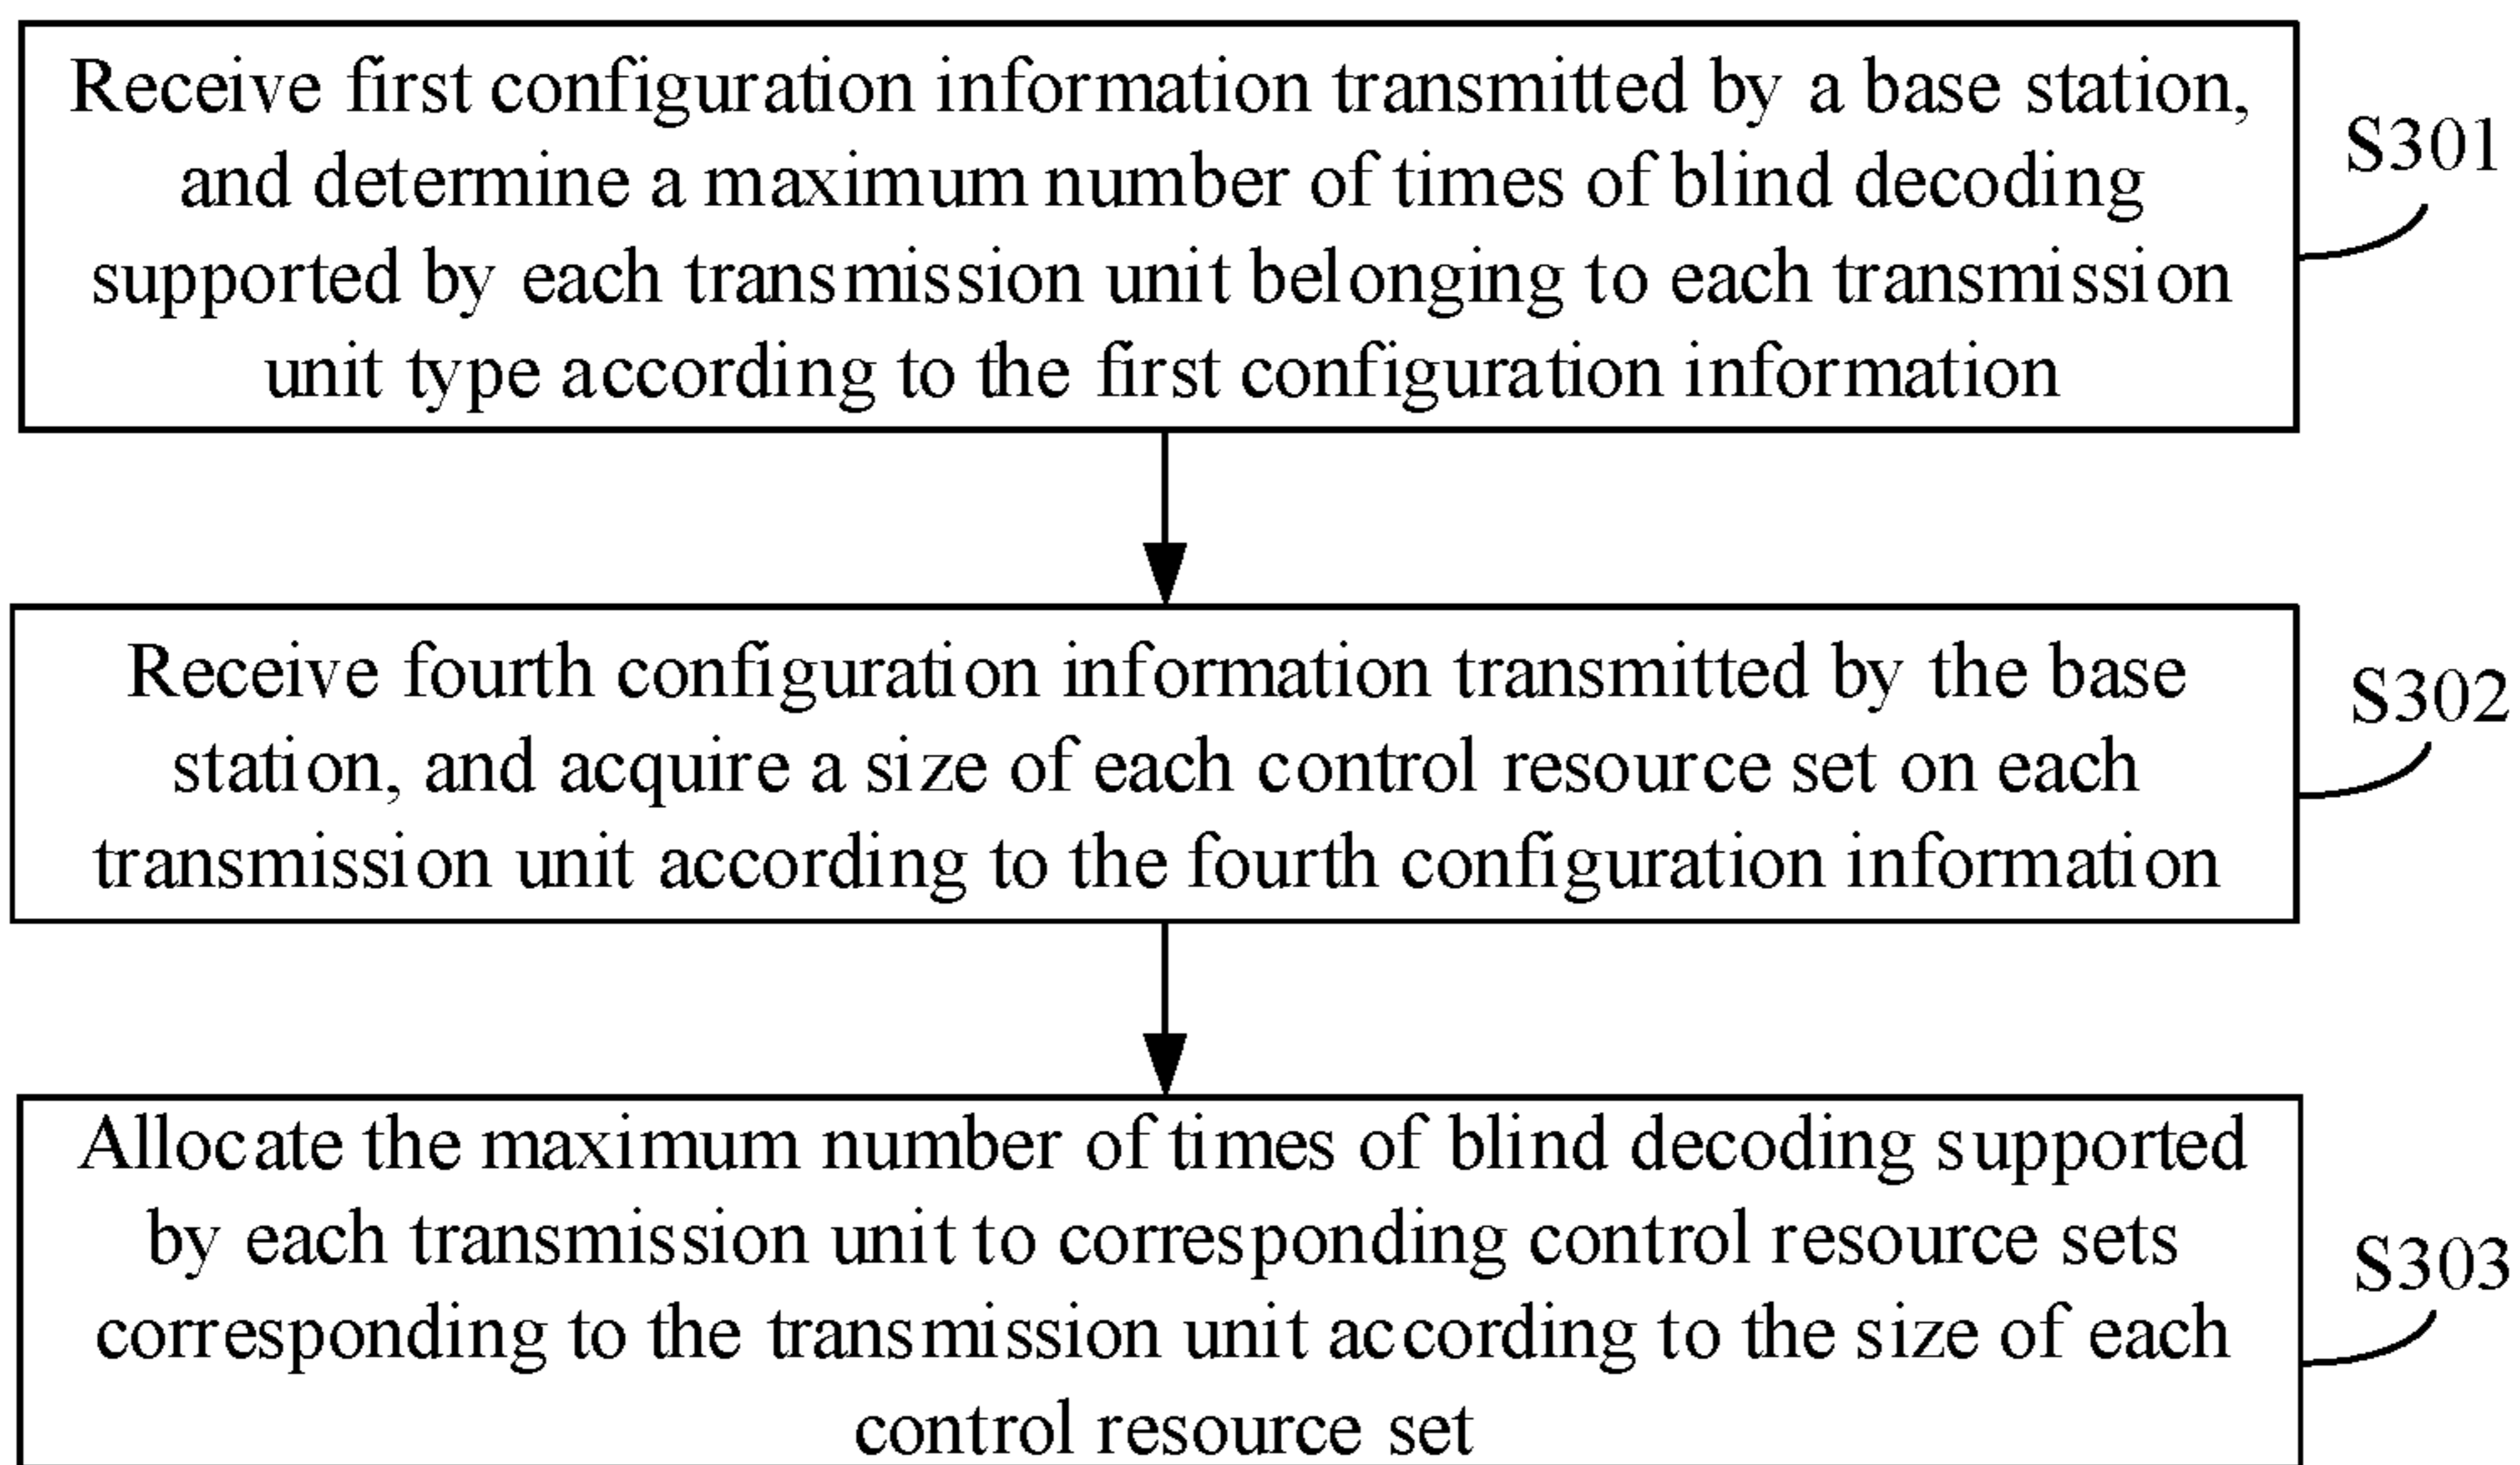 Receive first configuration information transmitted by a base station,
and determine a maximum number of times of blind decoding
supported by each transmission unit belonging to each transmission
unit type according to the first configuration information
S301
Receive fourth configuration information transmitted by the base
station, and acquire a size of each control resource set on each
transmission unit according to the fourth configuration information
S302
Allocate the maximum number of times of blind decoding supported
by each transmission unit to corresponding control resource sets
corresponding to the transmission unit according to the size of each
control resource set
S303